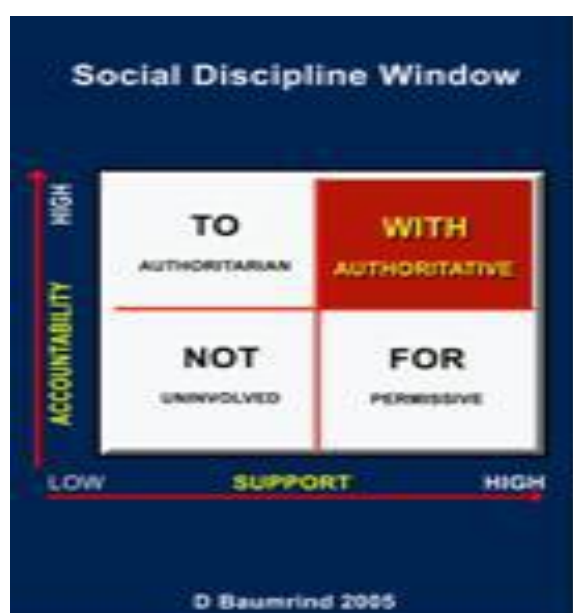 Social Discipline Window
HIGH
TO
WITH
AUTHORITARIAN
AUTHORITATIVE
ACCOUNTABILITY
NOT
FOR
UNINVOLVED
PERMISSIVE
LOW
SUPPORT
HIGH
D Baumrind 2005